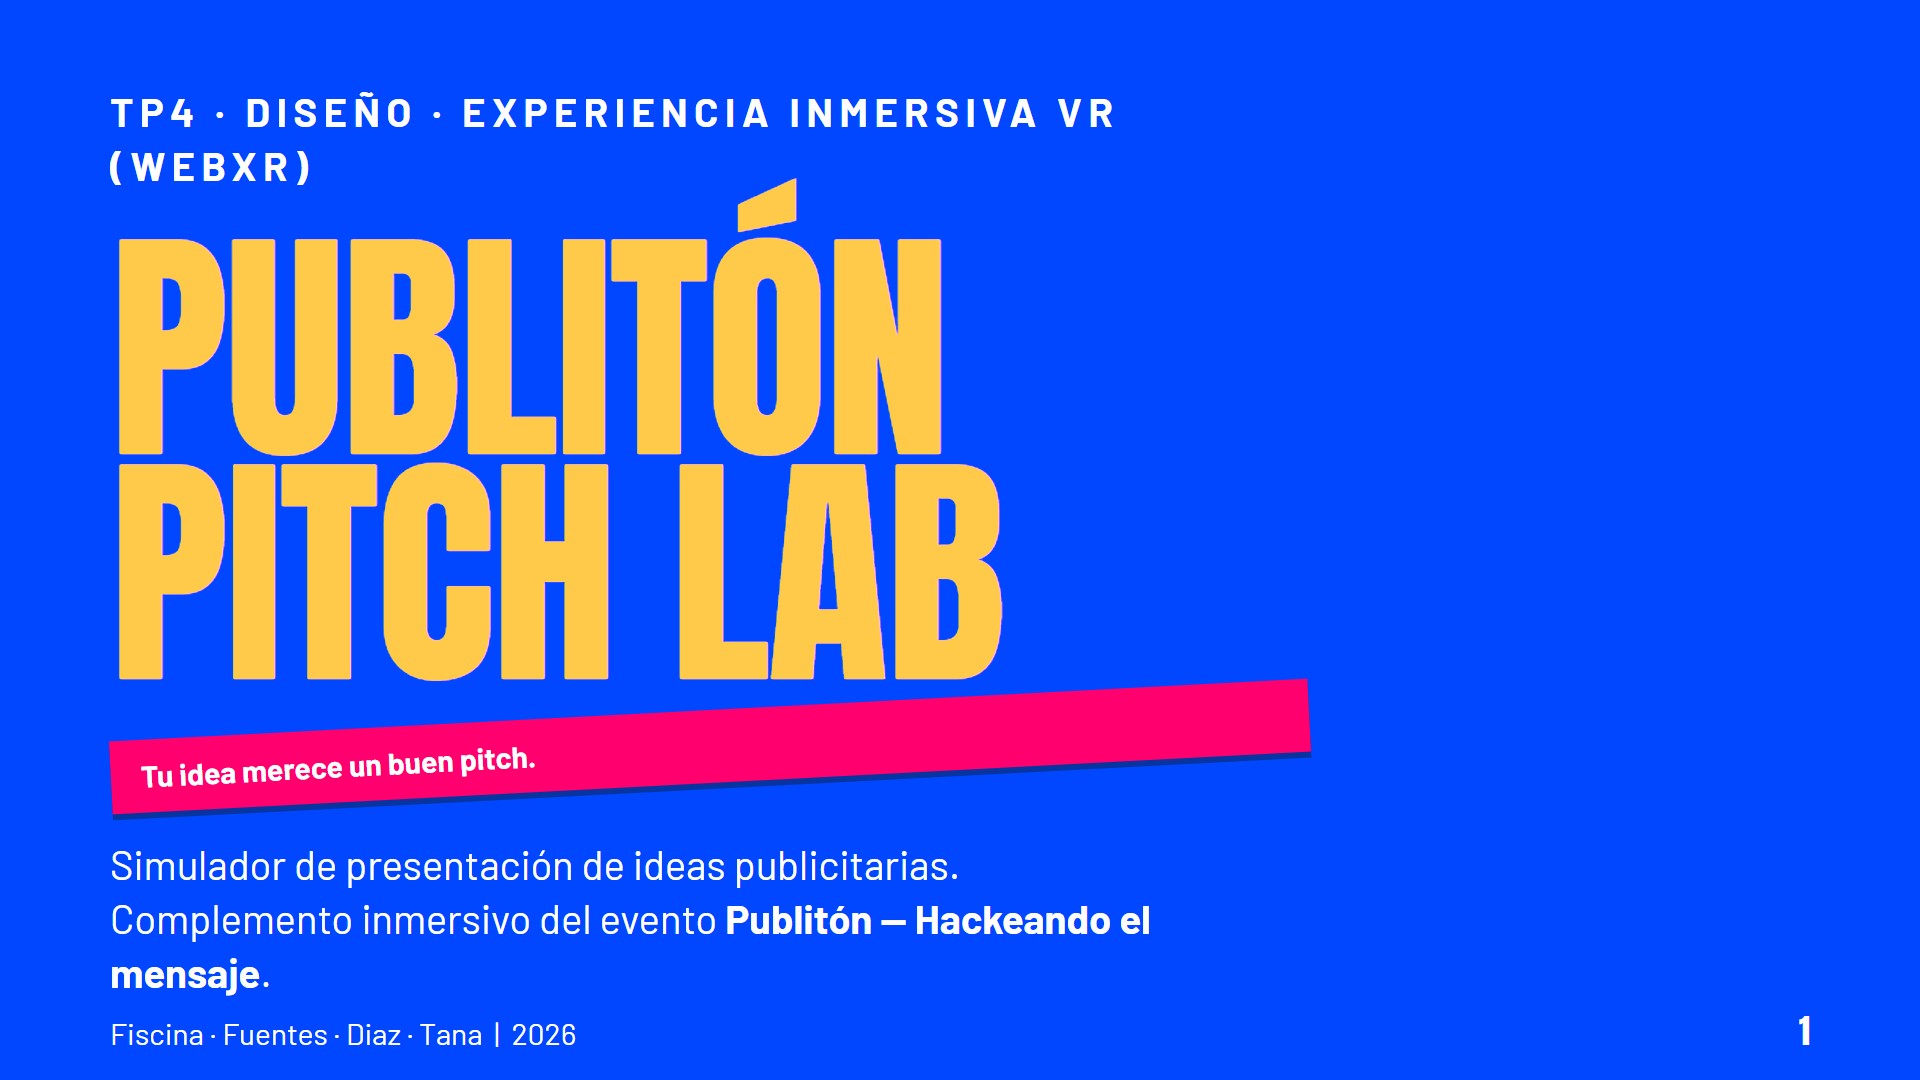 TP4 · DISEÑO · EXPERIENCIA INMERSIVA VR
(WEBXR)
PUBLITÓN
PITCH LAB
Tu idea merece un buen pitch.
Simulador de presentación de ideas publicitarias.
Complemento inmersivo del evento Publitón — Hackeando el
mensaje.
Fiscina · Fuentes · Diaz · Tana | 2026
1